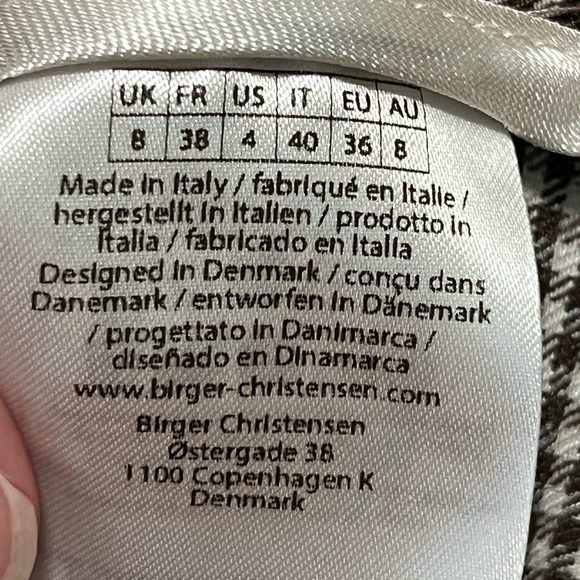 UK FR US IT EU AU
8 38 4 40 36 8
Made in Italy / fabriqué en Italie /
hergestellt in Italien / prodotto in
Italia / fabricado en Italia
Designed in Denmark / conçu dans
Danemark / entworfen in Dänemark
/ progettato in Danimarca /
diseñado en Dinamarca
www.birger-christensen.com
Birger Christensen
Østergade 38
1100 Copenhagen K
Denmark